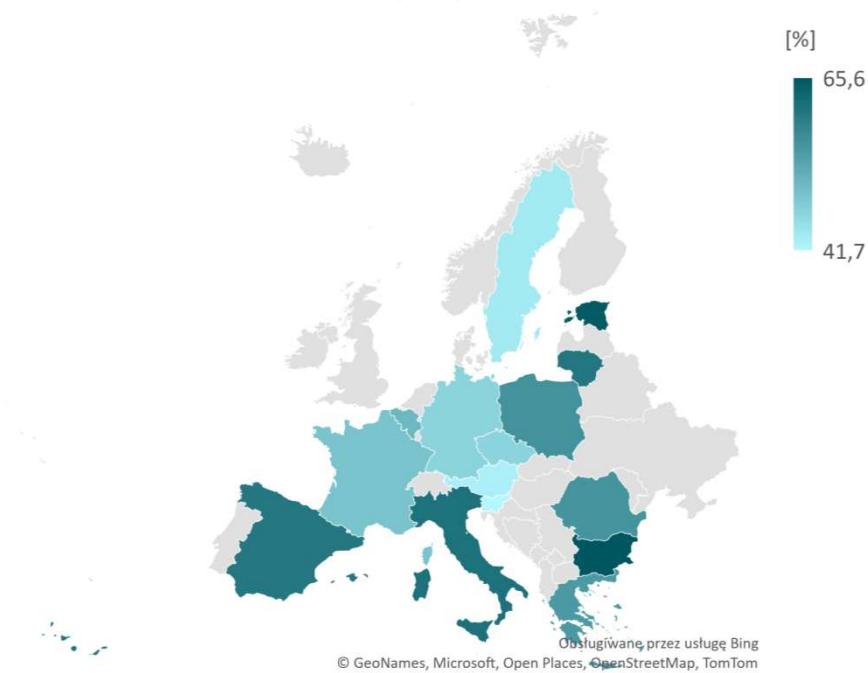 [%]
65,6
41,7
Obsługiwane przez usługę Bing
© GeoNames, Microsoft, Open Places, OpenStreetMap, TomTom